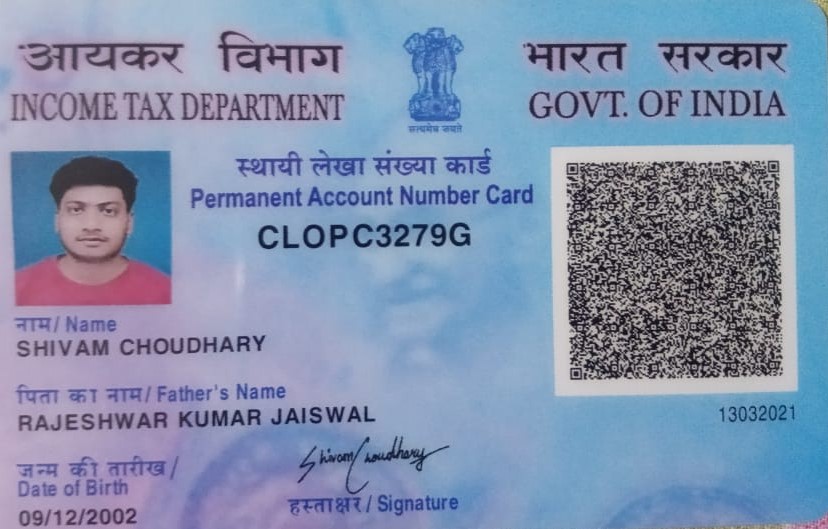 आयकर विभाग
INCOME TAX DEPARTMENT
सत्यमेव जयते
भारत सरकार
GOVT. OF INDIA
स्थायी लेखा संख्या कार्ड
Permanent Account Number Card
CLOPC3279G
नाम/ Name
SHIVAM CHOUDHARY
पिता का नाम/ Father's Name
RAJESHWAR KUMAR JAISWAL
13032021
जन्म की तारीख/
Date of Birth
09/12/2002
Shivam Choudhary
हस्ताक्षर/ Signature